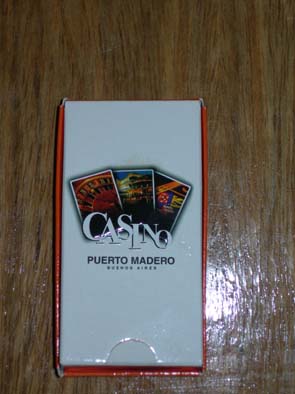 CASINO
PUERTO MADERO
BUENOS AIRES